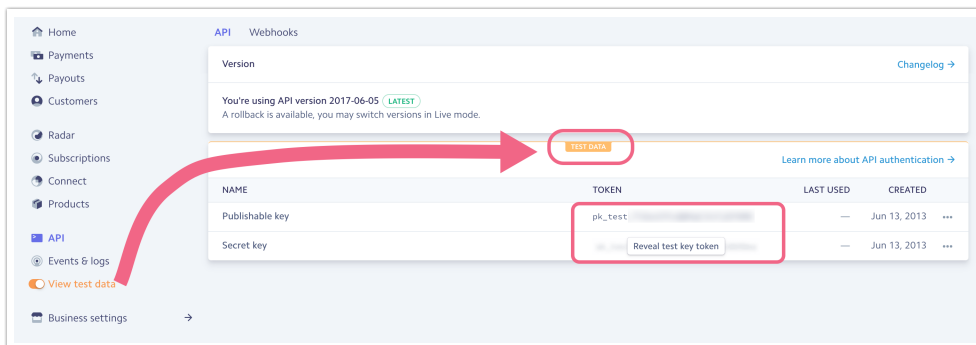 Home
Payments
Payouts
Customers
Radar
Subscriptions
Connect
Products
API
Events & logs
View test data
Business settings →
API Webhooks
Version Changelog →
You're using API version 2017-06-05 LATEST
A rollback is available, you may switch versions in Live mode.
TEST DATA
Learn more about API authentication →
NAME TOKEN LAST USED CREATED
Publishable key pk_test — Jun 13, 2013 •••
Secret key Reveal test key token — Jun 13, 2013 •••